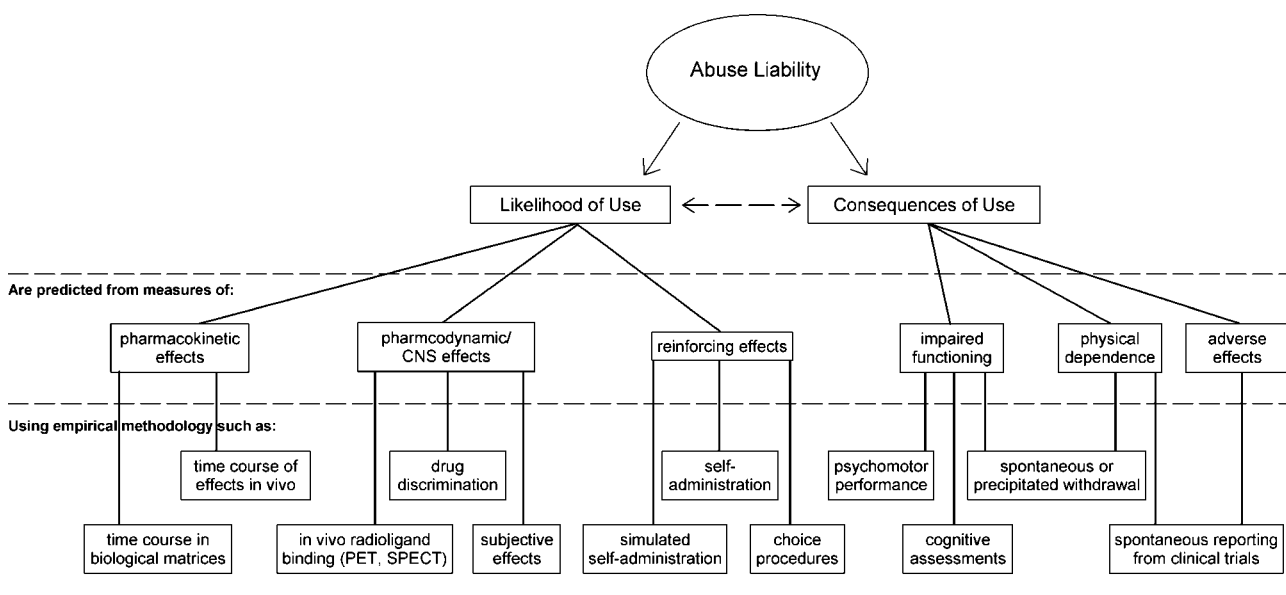 Abuse Liability
Likelihood of Use
Consequences of Use
Are predicted from measures of:
pharmacokinetic
effects
pharmcodynamic/
CNS effects
reinforcing effects
impaired
functioning
physical
dependence
adverse
effects
Using empirical methodology such as:
time course of
effects in vivo
drug
discrimination
self-
administration
psychomotor
performance
spontaneous or
precipitated withdrawal
time course in
biological matrices
in vivo radioligand
binding (PET, SPECT)
subjective
effects
simulated
self-administration
choice
procedures
cognitive
assessments
spontaneous reporting
from clinical trials